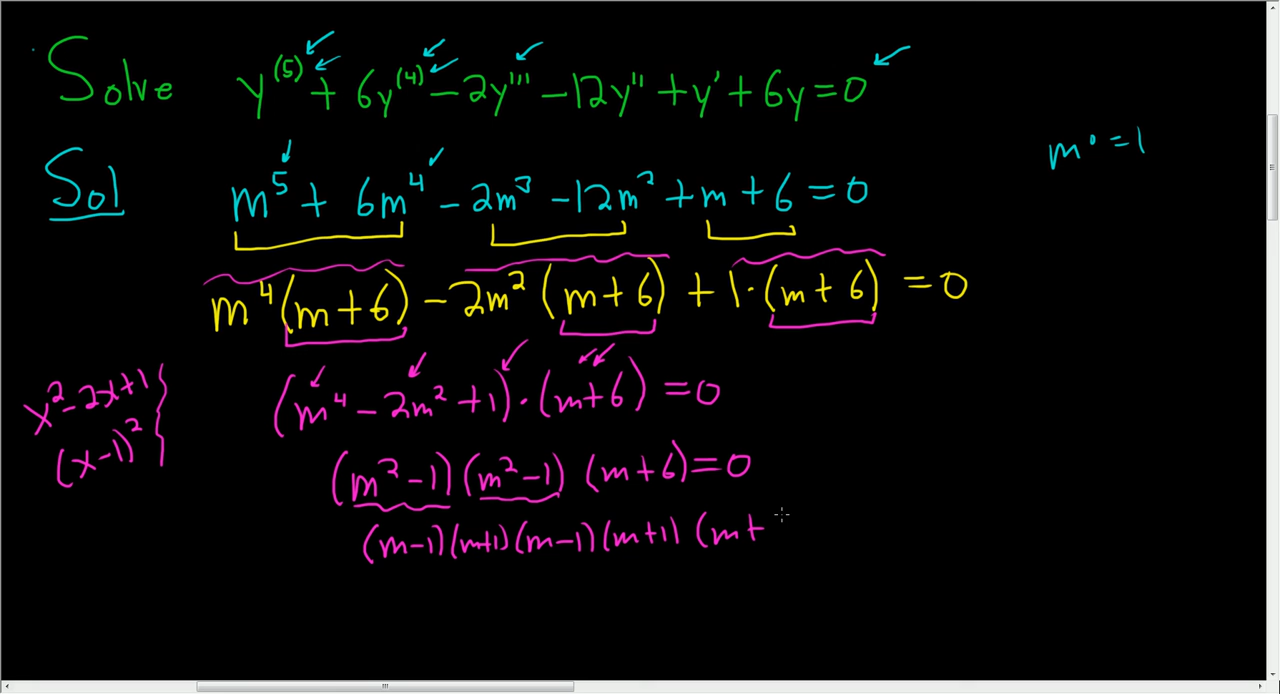 Solve y⁽⁵⁾ + 6y⁽⁴⁾ - 2y''' - 12y'' + y' + 6y = 0
m⁰ = 1
Sol m⁵ + 6m⁴ - 2m³ - 12m² + m + 6 = 0
m⁴(m+6) - 2m²(m+6) + 1·(m+6) = 0
x² - 2x + 1
(x-1)²
(m⁴ - 2m² + 1)·(m+6) = 0
(m² - 1)(m² - 1)(m+6) = 0
(m-1)(m+1)(m-1)(m+1)(m+